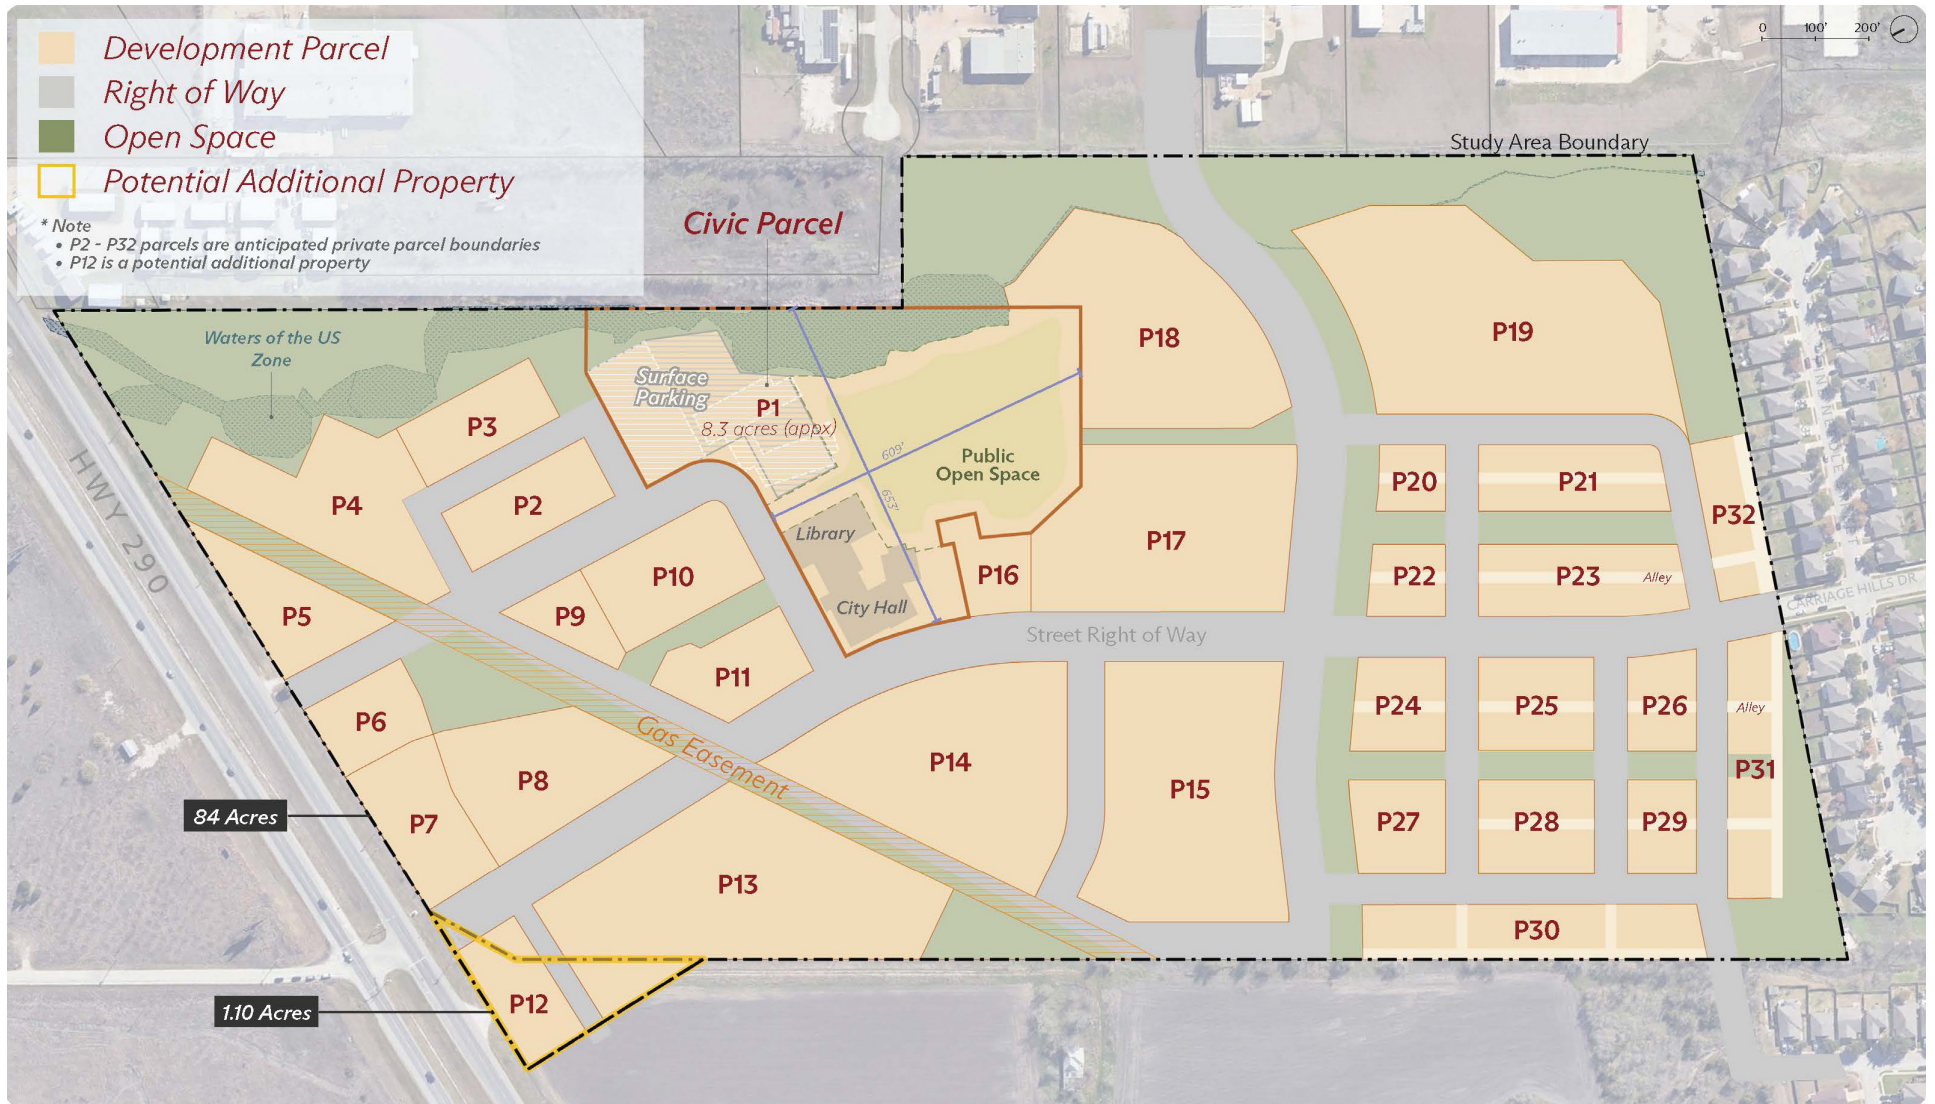 Development Parcel
Right of Way
Open Space
Potential Additional Property
* Note
• P2 - P32 parcels are anticipated private parcel boundaries
• P12 is a potential additional property
0 100' 200'
Study Area Boundary
Civic Parcel
Waters of the US
Zone
Surface
Parking
P1
8.3 acres (appx)
P18
P19
P3
P4
P2
609'
653'
Public
Open Space
Library
City Hall
P16
P17
P20
P21
P32
P22
P23
Alley
CARRIAGE HILLS DR
HWY 290
P5
P10
P9
P11
Street Right of Way
P6
P8
P7
Gas Easement
P14
P15
P24
P25
P26
Alley
P31
84 Acres
P27
P28
P29
P13
P30
1.10 Acres
P12